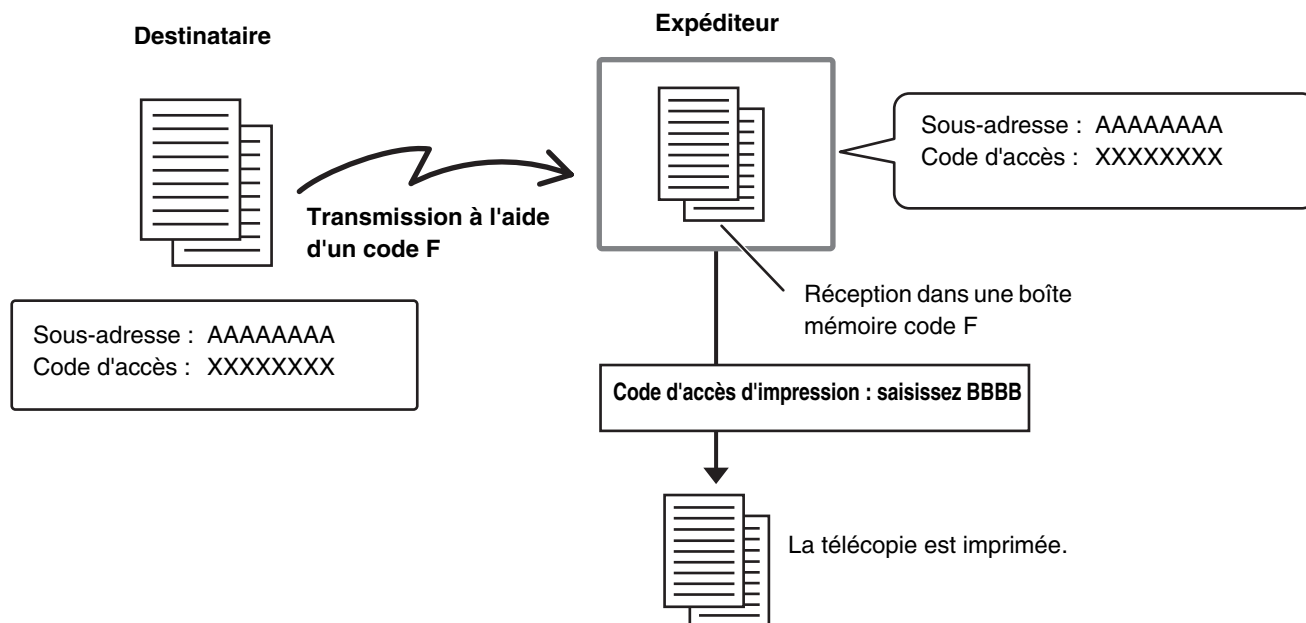 Destinataire
Expéditeur
Sous-adresse : AAAAAAAA
Code d'accès : XXXXXXXX
Transmission à l'aide
d'un code F
Réception dans une boîte
mémoire code F
Sous-adresse : AAAAAAAA
Code d'accès : XXXXXXXX
Code d'accès d'impression : saisissez BBBB
La télécopie est imprimée.